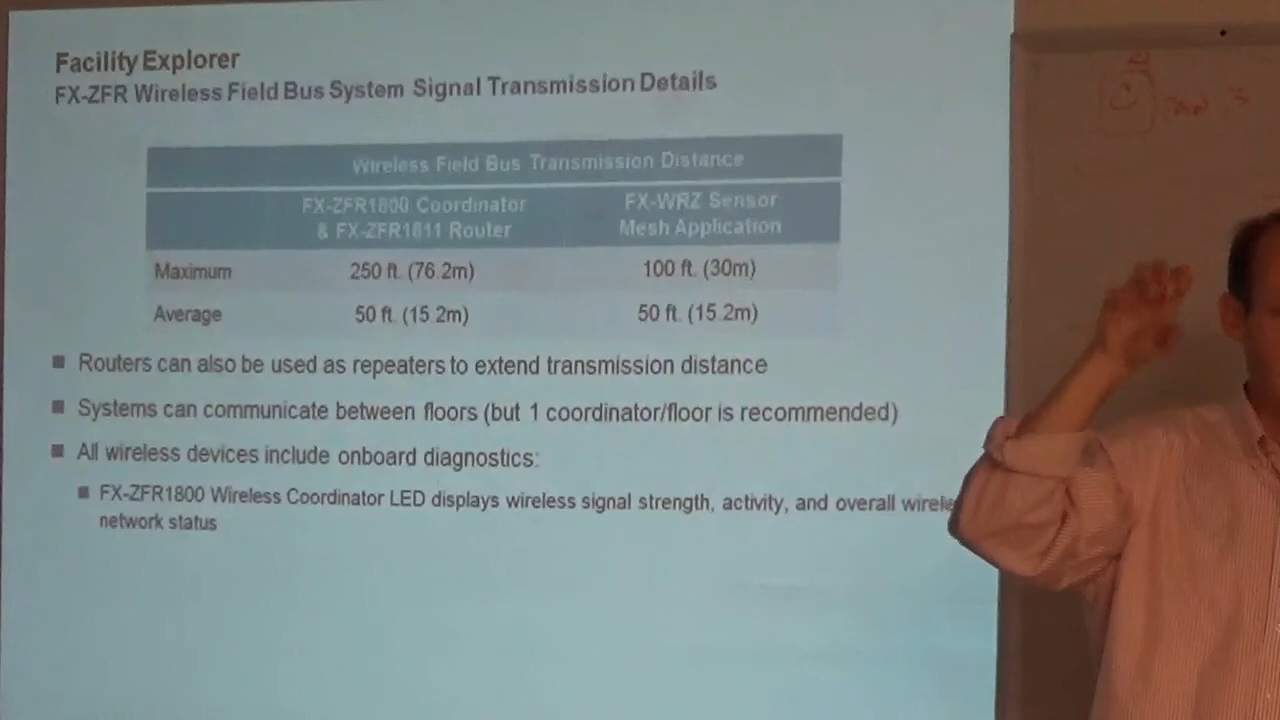 Facility Explorer
FX-ZFR Wireless Field Bus System Signal Transmission Details
Wireless Field Bus Transmission Distance
FX-ZFR1800 Coordinator & FX-ZFR1811 Router
FX-WRZ Sensor Mesh Application
Maximum 250 ft. (76.2m) 100 ft. (30m)
Average 50 ft. (15.2m) 50 ft. (15.2m)
Routers can also be used as repeaters to extend transmission distance
Systems can communicate between floors (but 1 coordinator/floor is recommended)
All wireless devices include onboard diagnostics:
FX-ZFR1800 Wireless Coordinator LED displays wireless signal strength, activity, and overall
network status